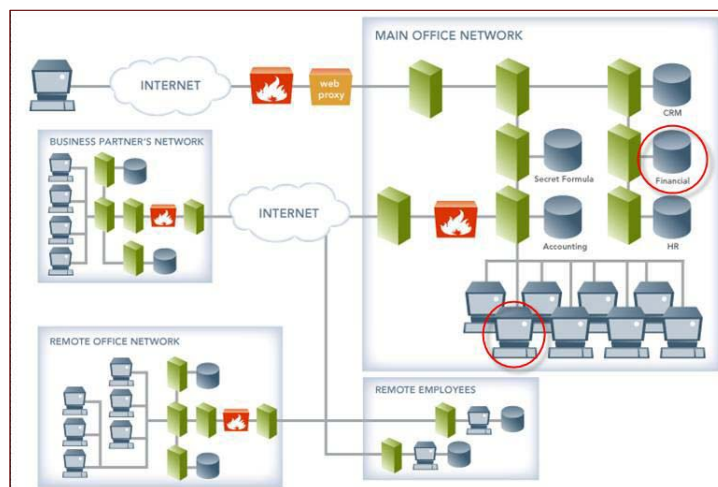 MAIN OFFICE NETWORK
INTERNET
web
proxy
CRM
BUSINESS PARTNER'S NETWORK
Secret Formula
Financial
INTERNET
Accounting
HR
REMOTE OFFICE NETWORK
REMOTE EMPLOYEES